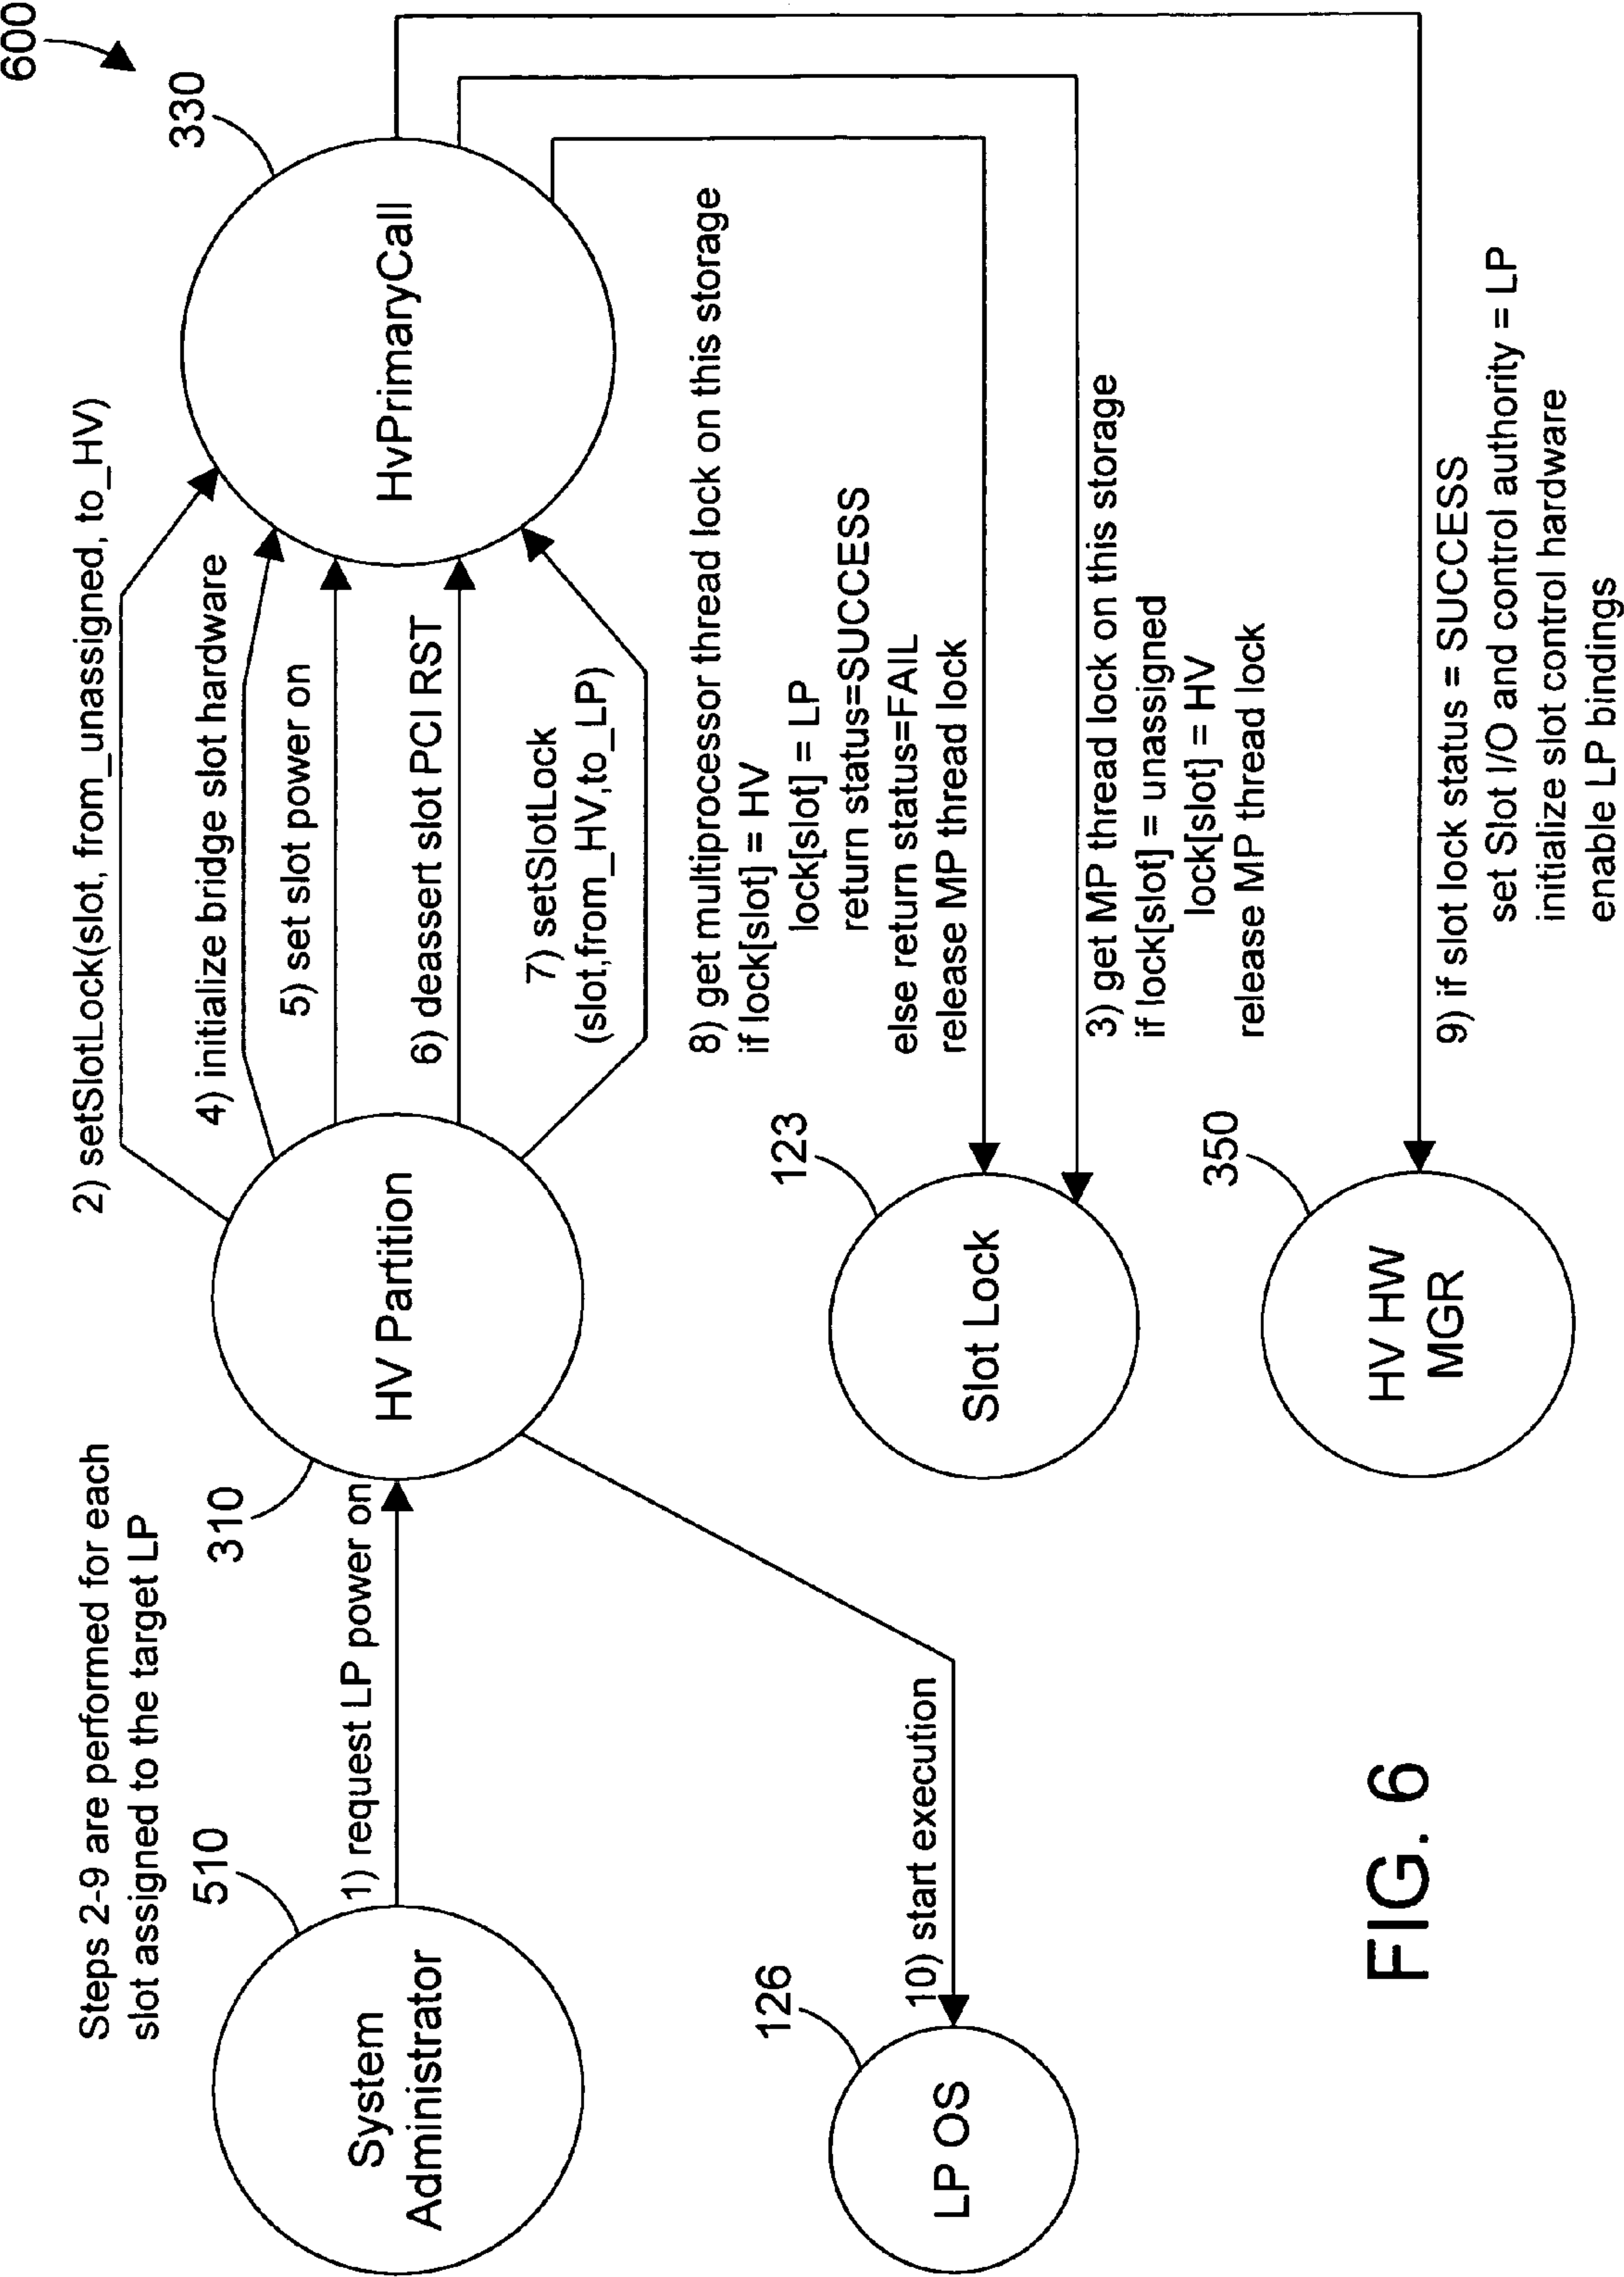 600
Steps 2-9 are performed for each
slot assigned to the target LP
510
System
Administrator
1) request LP power on
310
HV Partition
2) setSlotLock(slot, from_unassigned, to_HV)
4) initialize bridge slot hardware
5) set slot power on
6) deassert slot PCI RST
7) setSlotLock
(slot,from_HV,to_LP)
330
HvPrimaryCall
8) get multiprocessor thread lock on this storage
if lock[slot] = HV
lock[slot] = LP
return status=SUCCESS
else return status=FAIL
release MP thread lock
123
Slot Lock
3) get MP thread lock on this storage
if lock[slot] = unassigned
lock[slot] = HV
release MP thread lock
350
HV HW
MGR
9) if slot lock status = SUCCESS
set Slot I/O and control authority = LP
initialize slot control hardware
enable LP bindings
126
LP OS
10) start execution
FIG. 6